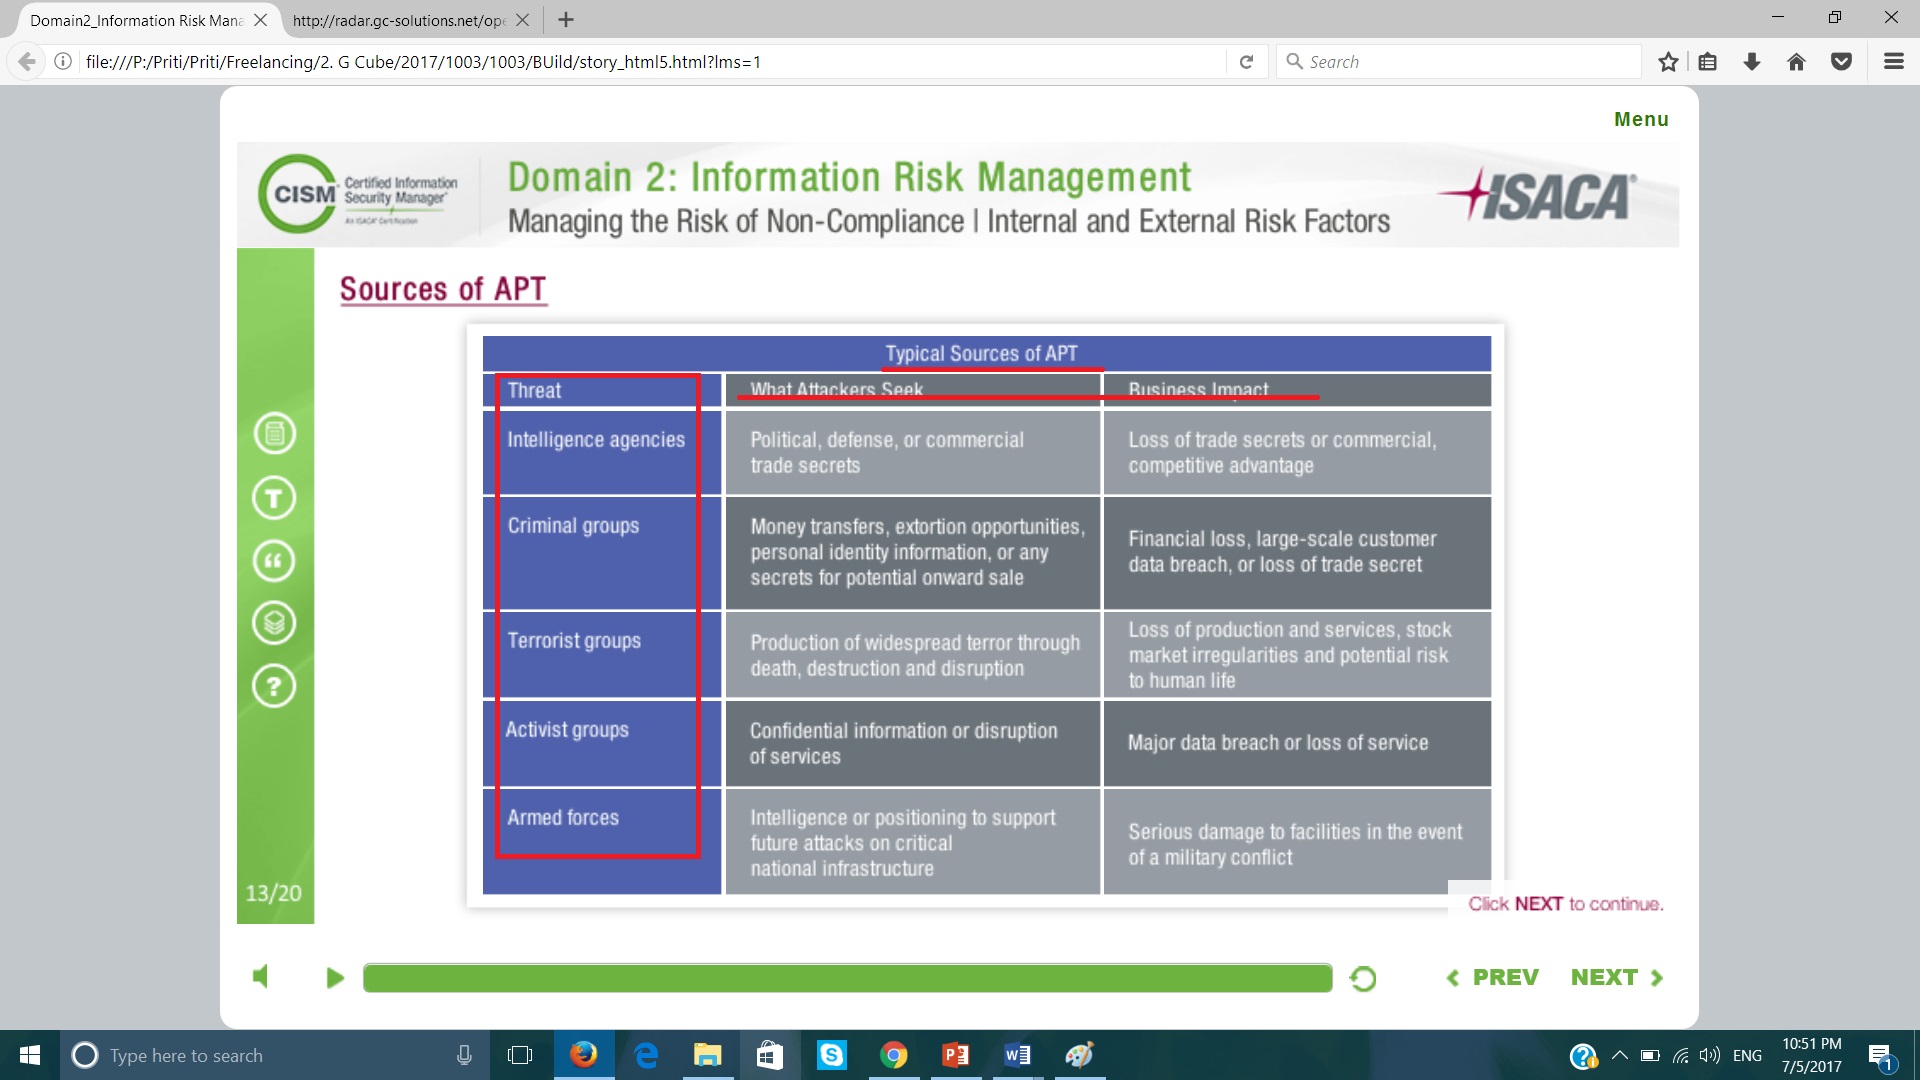 Domain2_Information Risk Mana
http://radar.gc-solutions.net/ope
file:///P:/Priti/Priti/Freelancing/2. G Cube/2017/1003/1003/BUild/story_html5.html?lms=1
Search
Menu
CISM
Certified Information
Security Manager
An ISACA Certification
Domain 2: Information Risk Management
Managing the Risk of Non-Compliance | Internal and External Risk Factors
ISACA®
Sources of APT
Typical Sources of APT
Threat
What Attackers Seek
Business Impact
Intelligence agencies
Political, defense, or commercial
trade secrets
Loss of trade secrets or commercial,
competitive advantage
Criminal groups
Money transfers, extortion opportunities,
personal identity information, or any
secrets for potential onward sale
Financial loss, large-scale customer
data breach, or loss of trade secret
Terrorist groups
Production of widespread terror through
death, destruction and disruption
Loss of production and services, stock
market irregularities and potential risk
to human life
Activist groups
Confidential information or disruption
of services
Major data breach or loss of service
Armed forces
Intelligence or positioning to support
future attacks on critical
national infrastructure
Serious damage to facilities in the event
of a military conflict
13/20
Click NEXT to continue.
PREV
NEXT
Type here to search
ENG
10:51 PM
7/5/2017
1